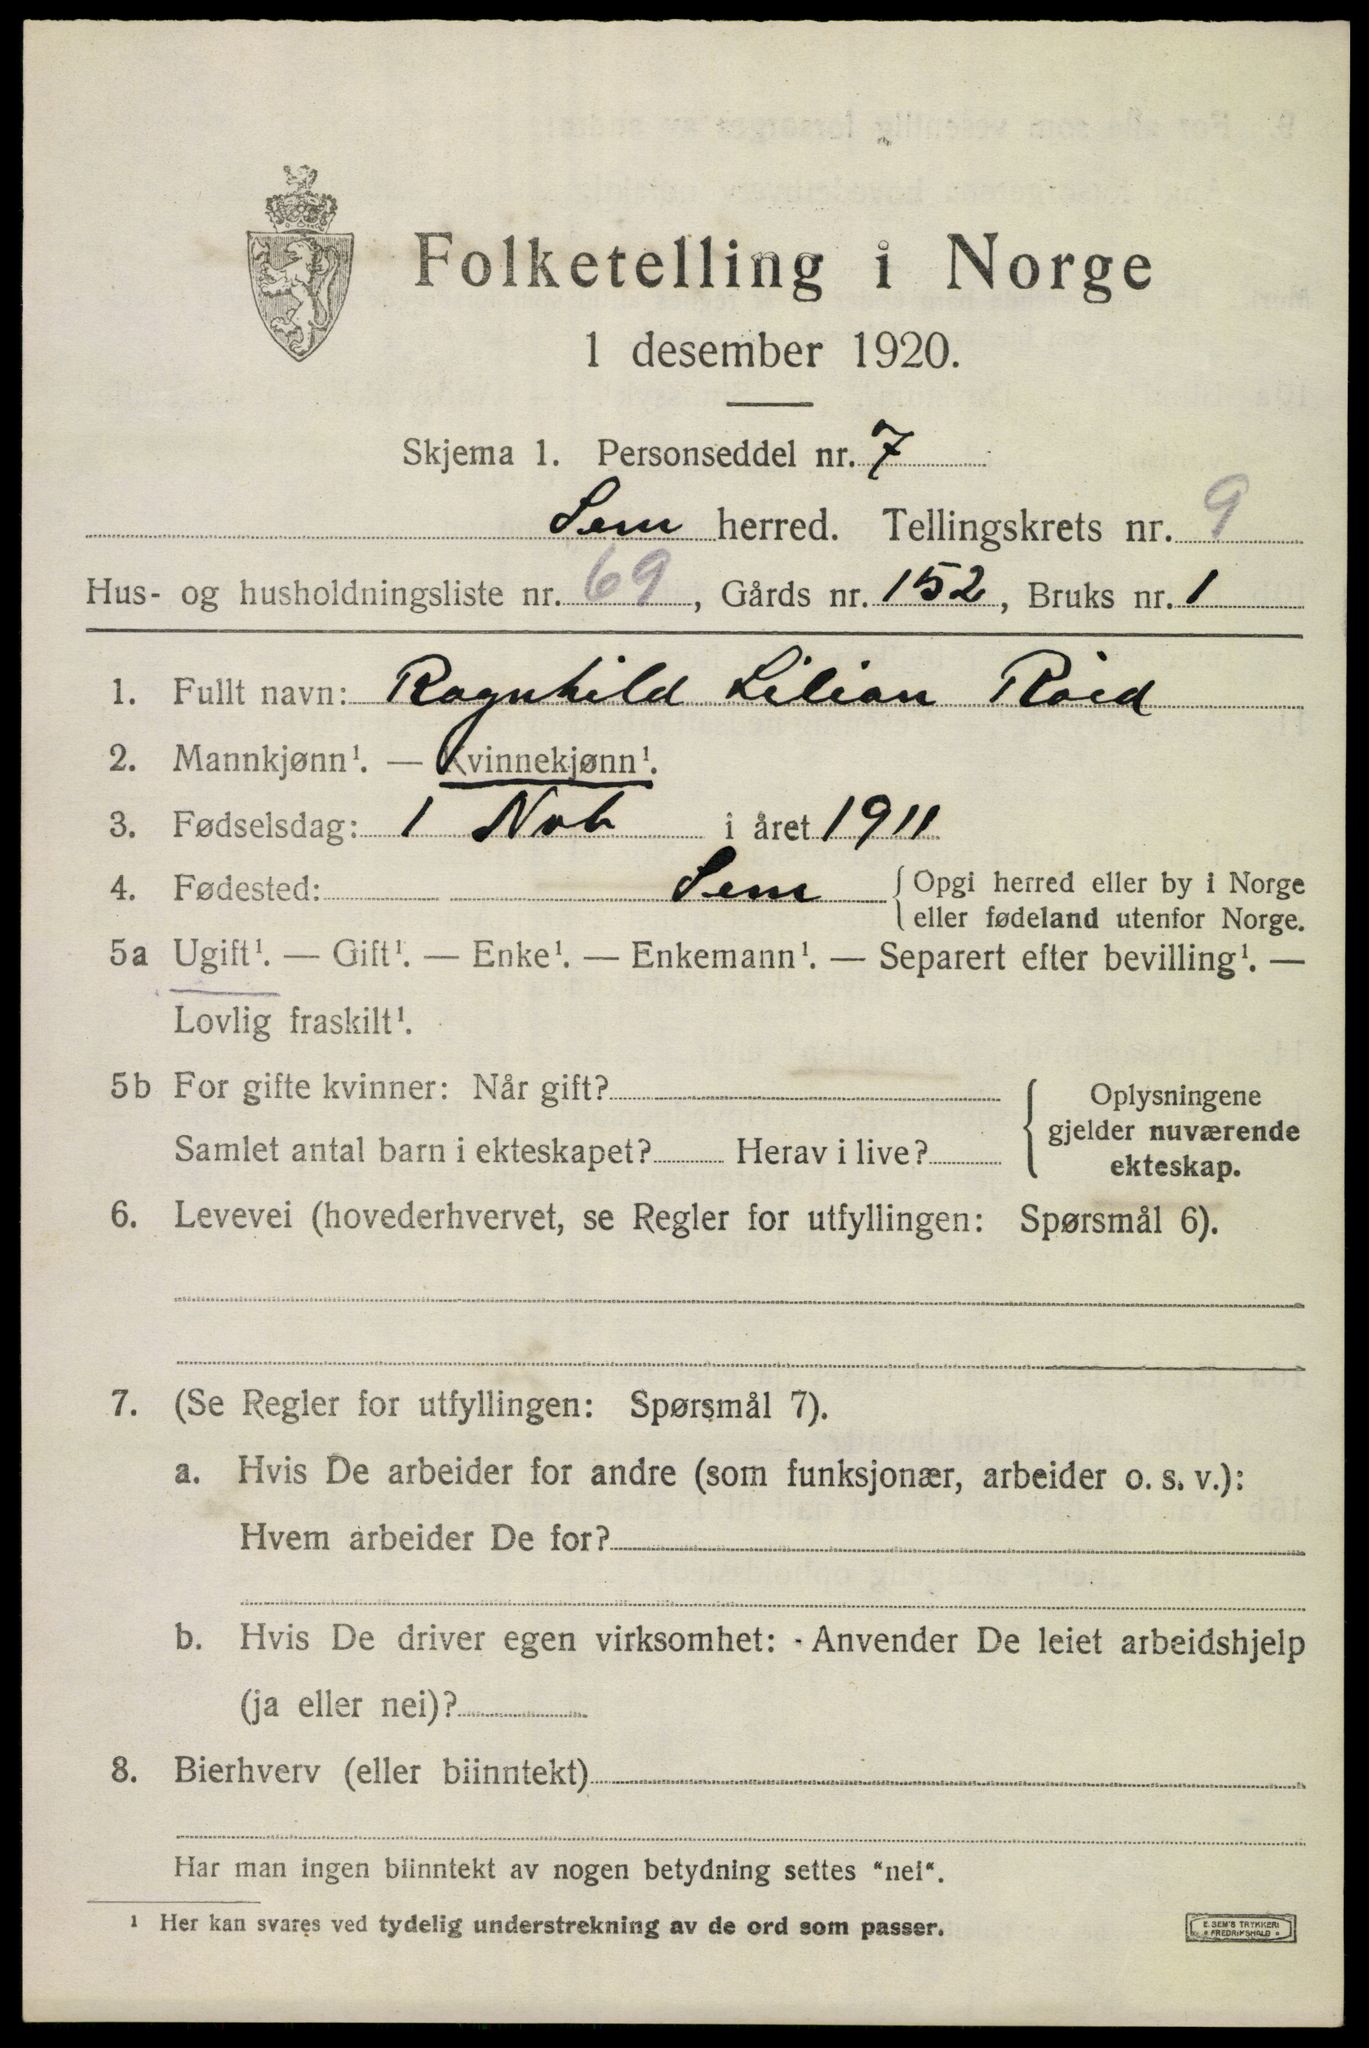 Folketelling i Norge
1 desember 1920.
Skjema 1. Personseddel nr. 7
Sem herred. Tellingskrets nr. 9
Hus- og husholdningsliste nr. 69, Gårds nr. 152, Bruks nr. 1
1. Fullt navn: Ragnhild Lilian Röed
2. Mannkjønn¹. — Kvinnekjønn¹.
3. Fødselsdag: 1 Nob i året 1911
4. Fødested: Sem { Opgi herred eller by i Norge
eller fødeland utenfor Norge.
5a Ugift¹. — Gift¹. — Enke¹. — Enkemann¹. — Separert efter bevilling¹. —
Lovlig fraskilt¹.
5b For gifte kvinner: Når gift?
Samlet antal barn i ekteskapet? Herav i live?
{ Oplysningene
gjelder nuværende
ekteskap.
6. Levevei (hovederhvervet, se Regler for utfyllingen: Spørsmål 6).
7. (Se Regler for utfyllingen: Spørsmål 7).
a. Hvis De arbeider for andre (som funksjonær, arbeider o. s. v.):
Hvem arbeider De for?
b. Hvis De driver egen virksomhet: Anvender De leiet arbeidshjelp
(ja eller nei)?
8. Bierhverv (eller biinntekt)
Har man ingen biinntekt av nogen betydning settes "nei".
¹ Her kan svares ved tydelig understrekning av de ord som passer.
E. SEM'S TRYKKERI
FREDRIKSHALD